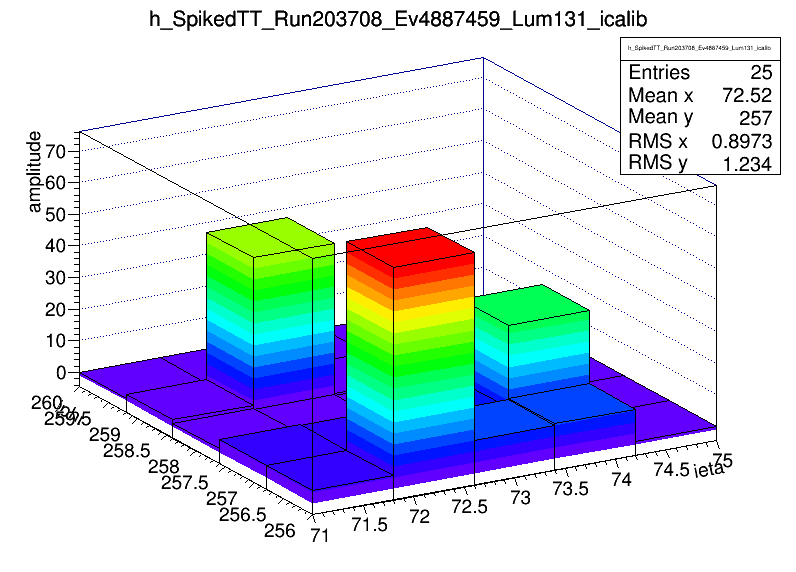 h_SpikedTT_Run203708_Ev4887459_Lum131_icalib
h_SpikedTT_Run203708_Ev4887459_Lum131_icalib
Entries 25
Mean x 72.52
Mean y 257
RMS x 0.8973
RMS y 1.234
amplitude
70
60
50
40
30
20
10
0
260
259.5
259
258.5
258
257.5
257
256.5
256
71
71.5
72
72.5
73
73.5
74
74.5
75
ieta